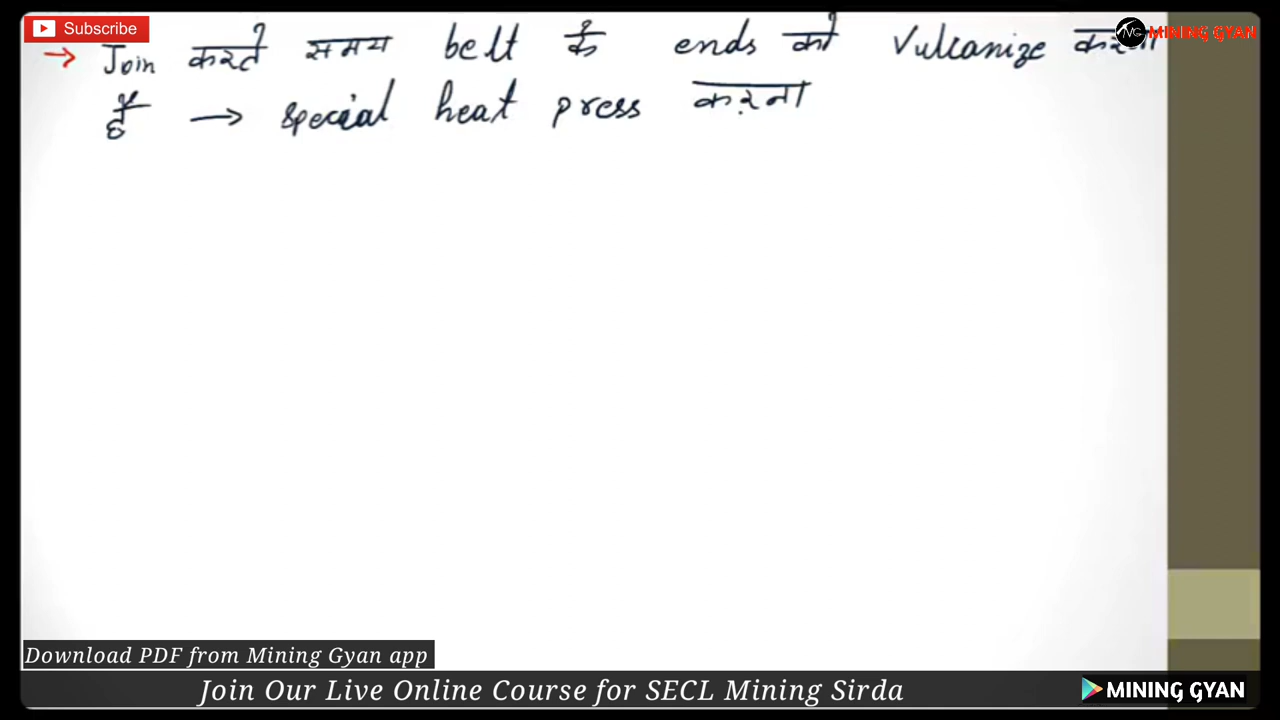 Subscribe
MINING GYAN
→ Join करते समय belt के ends को Vulcanize करना
है → special heat press करना
Download PDF from Mining Gyan app
Join Our Live Online Course for SECL Mining Sirda
MINING GYAN